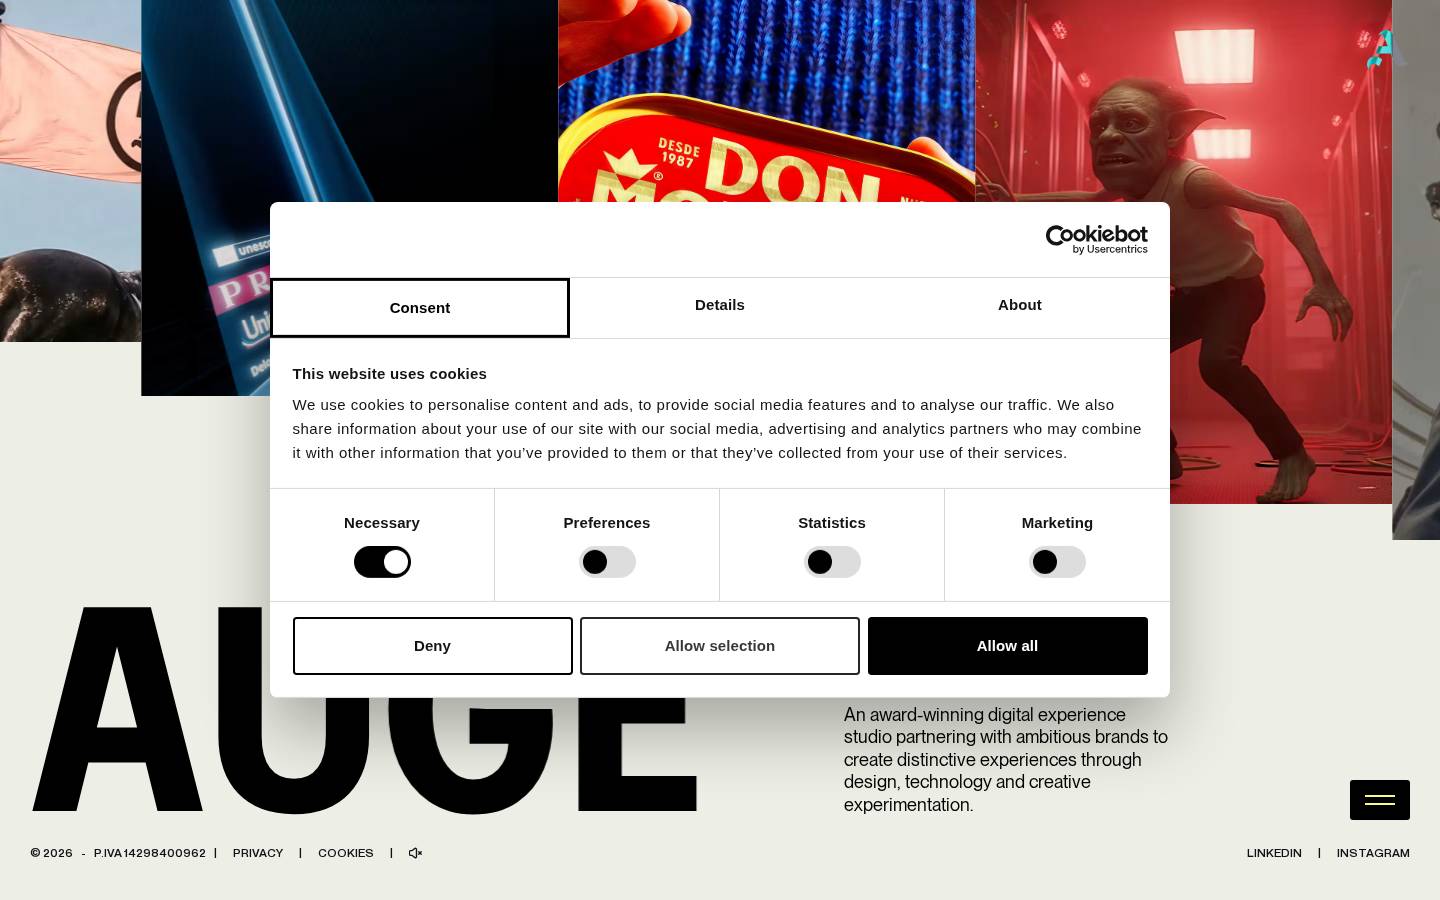 DESDE
1987
DON
unesco
Cookiebot
by Usercentrics
Consent
Details
About
This website uses cookies
We use cookies to personalise content and ads, to provide social media features and to analyse our traffic. We also
share information about your use of our site with our social media, advertising and analytics partners who may combine
it with other information that you’ve provided to them or that they’ve collected from your use of their services.
Necessary
Preferences
Statistics
Marketing
Deny
Allow selection
Allow all
AUGE
An award-winning digital experience
studio partnering with ambitious brands to
create distinctive experiences through
design, technology and creative
experimentation.
© 2026 - P.IVA 14298400962 | PRIVACY | COOKIES |
LINKEDIN | INSTAGRAM